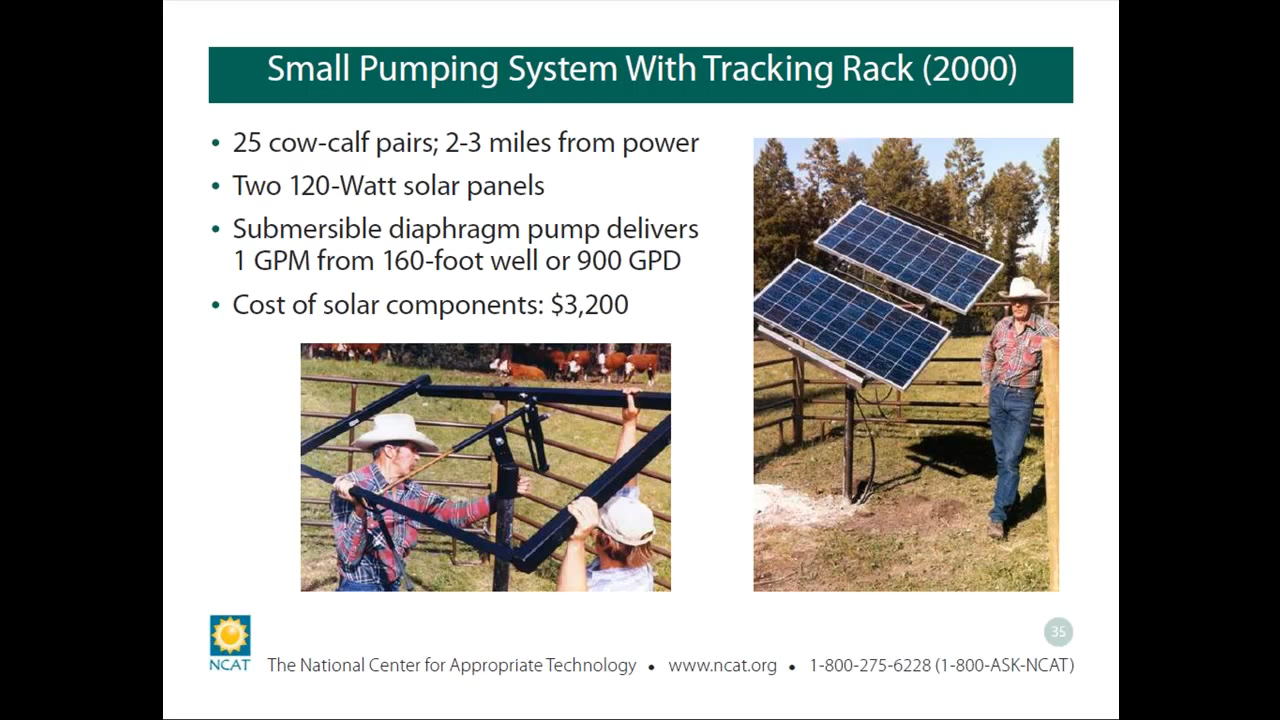 Small Pumping System With Tracking Rack (2000)
• 25 cow-calf pairs; 2-3 miles from power
• Two 120-Watt solar panels
• Submersible diaphragm pump delivers
1 GPM from 160-foot well or 900 GPD
• Cost of solar components: $3,200
35
NCAT
The National Center for Appropriate Technology • www.ncat.org • 1-800-275-6228 (1-800-ASK-NCAT)